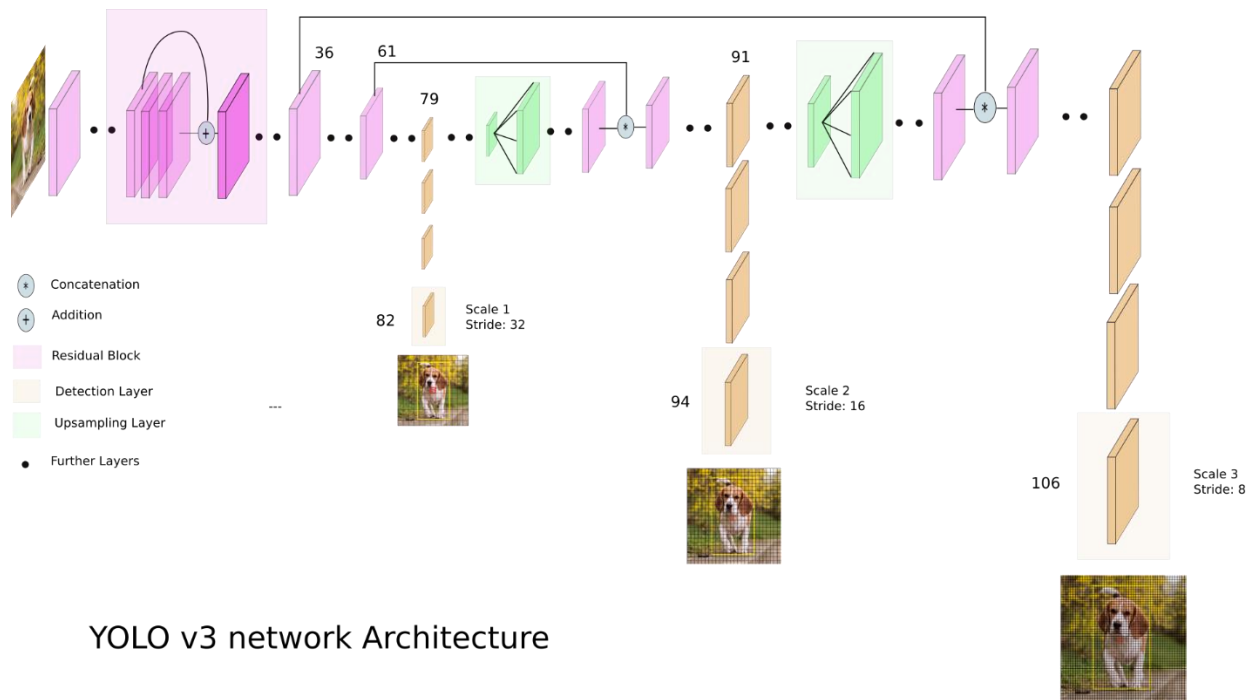 36
61
91
79
*
*
+
* Concatenation
+ Addition
Residual Block
Detection Layer
Upsampling Layer
Further Layers
---
82
Scale 1
Stride: 32
94
Scale 2
Stride: 16
106
Scale 3
Stride: 8
YOLO v3 network Architecture